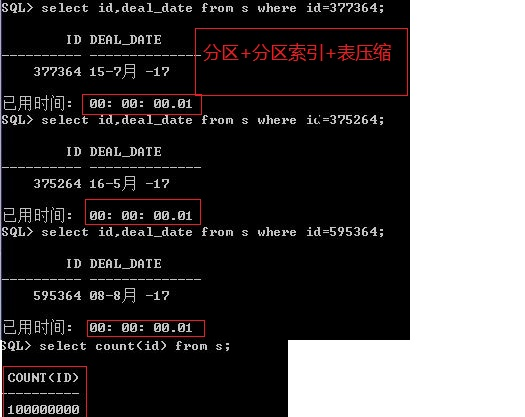 SQL> select id,deal_date from s where id=377364;
ID DEAL_DATE
---------- --------------
377364 15-7月 -17
分区+分区索引+表压缩
已用时间: 00: 00: 00.01
SQL> select id,deal_date from s where id=375264;
ID DEAL_DATE
---------- --------------
375264 16-5月 -17
已用时间: 00: 00: 00.01
SQL> select id,deal_date from s where id=595364;
ID DEAL_DATE
---------- --------------
595364 08-8月 -17
已用时间: 00: 00: 00.01
SQL> select count(id) from s;
COUNT(ID)
----------
100000000